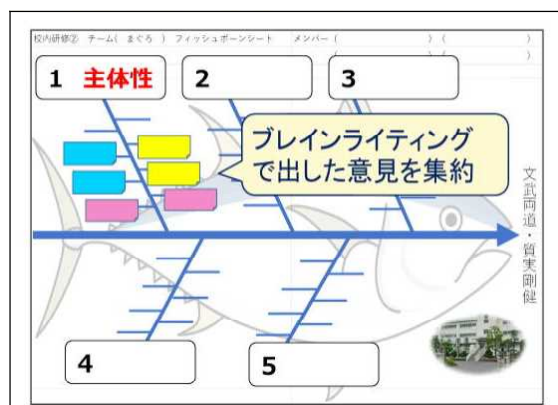 校内研修② チーム( まぐろ ) フィッシュボーンシート メンバー ( ) ( )
( ) ( )
1 主体性
2
3
ブレインライティング
で出した意見を集約
文武両道・質実剛健
4
5